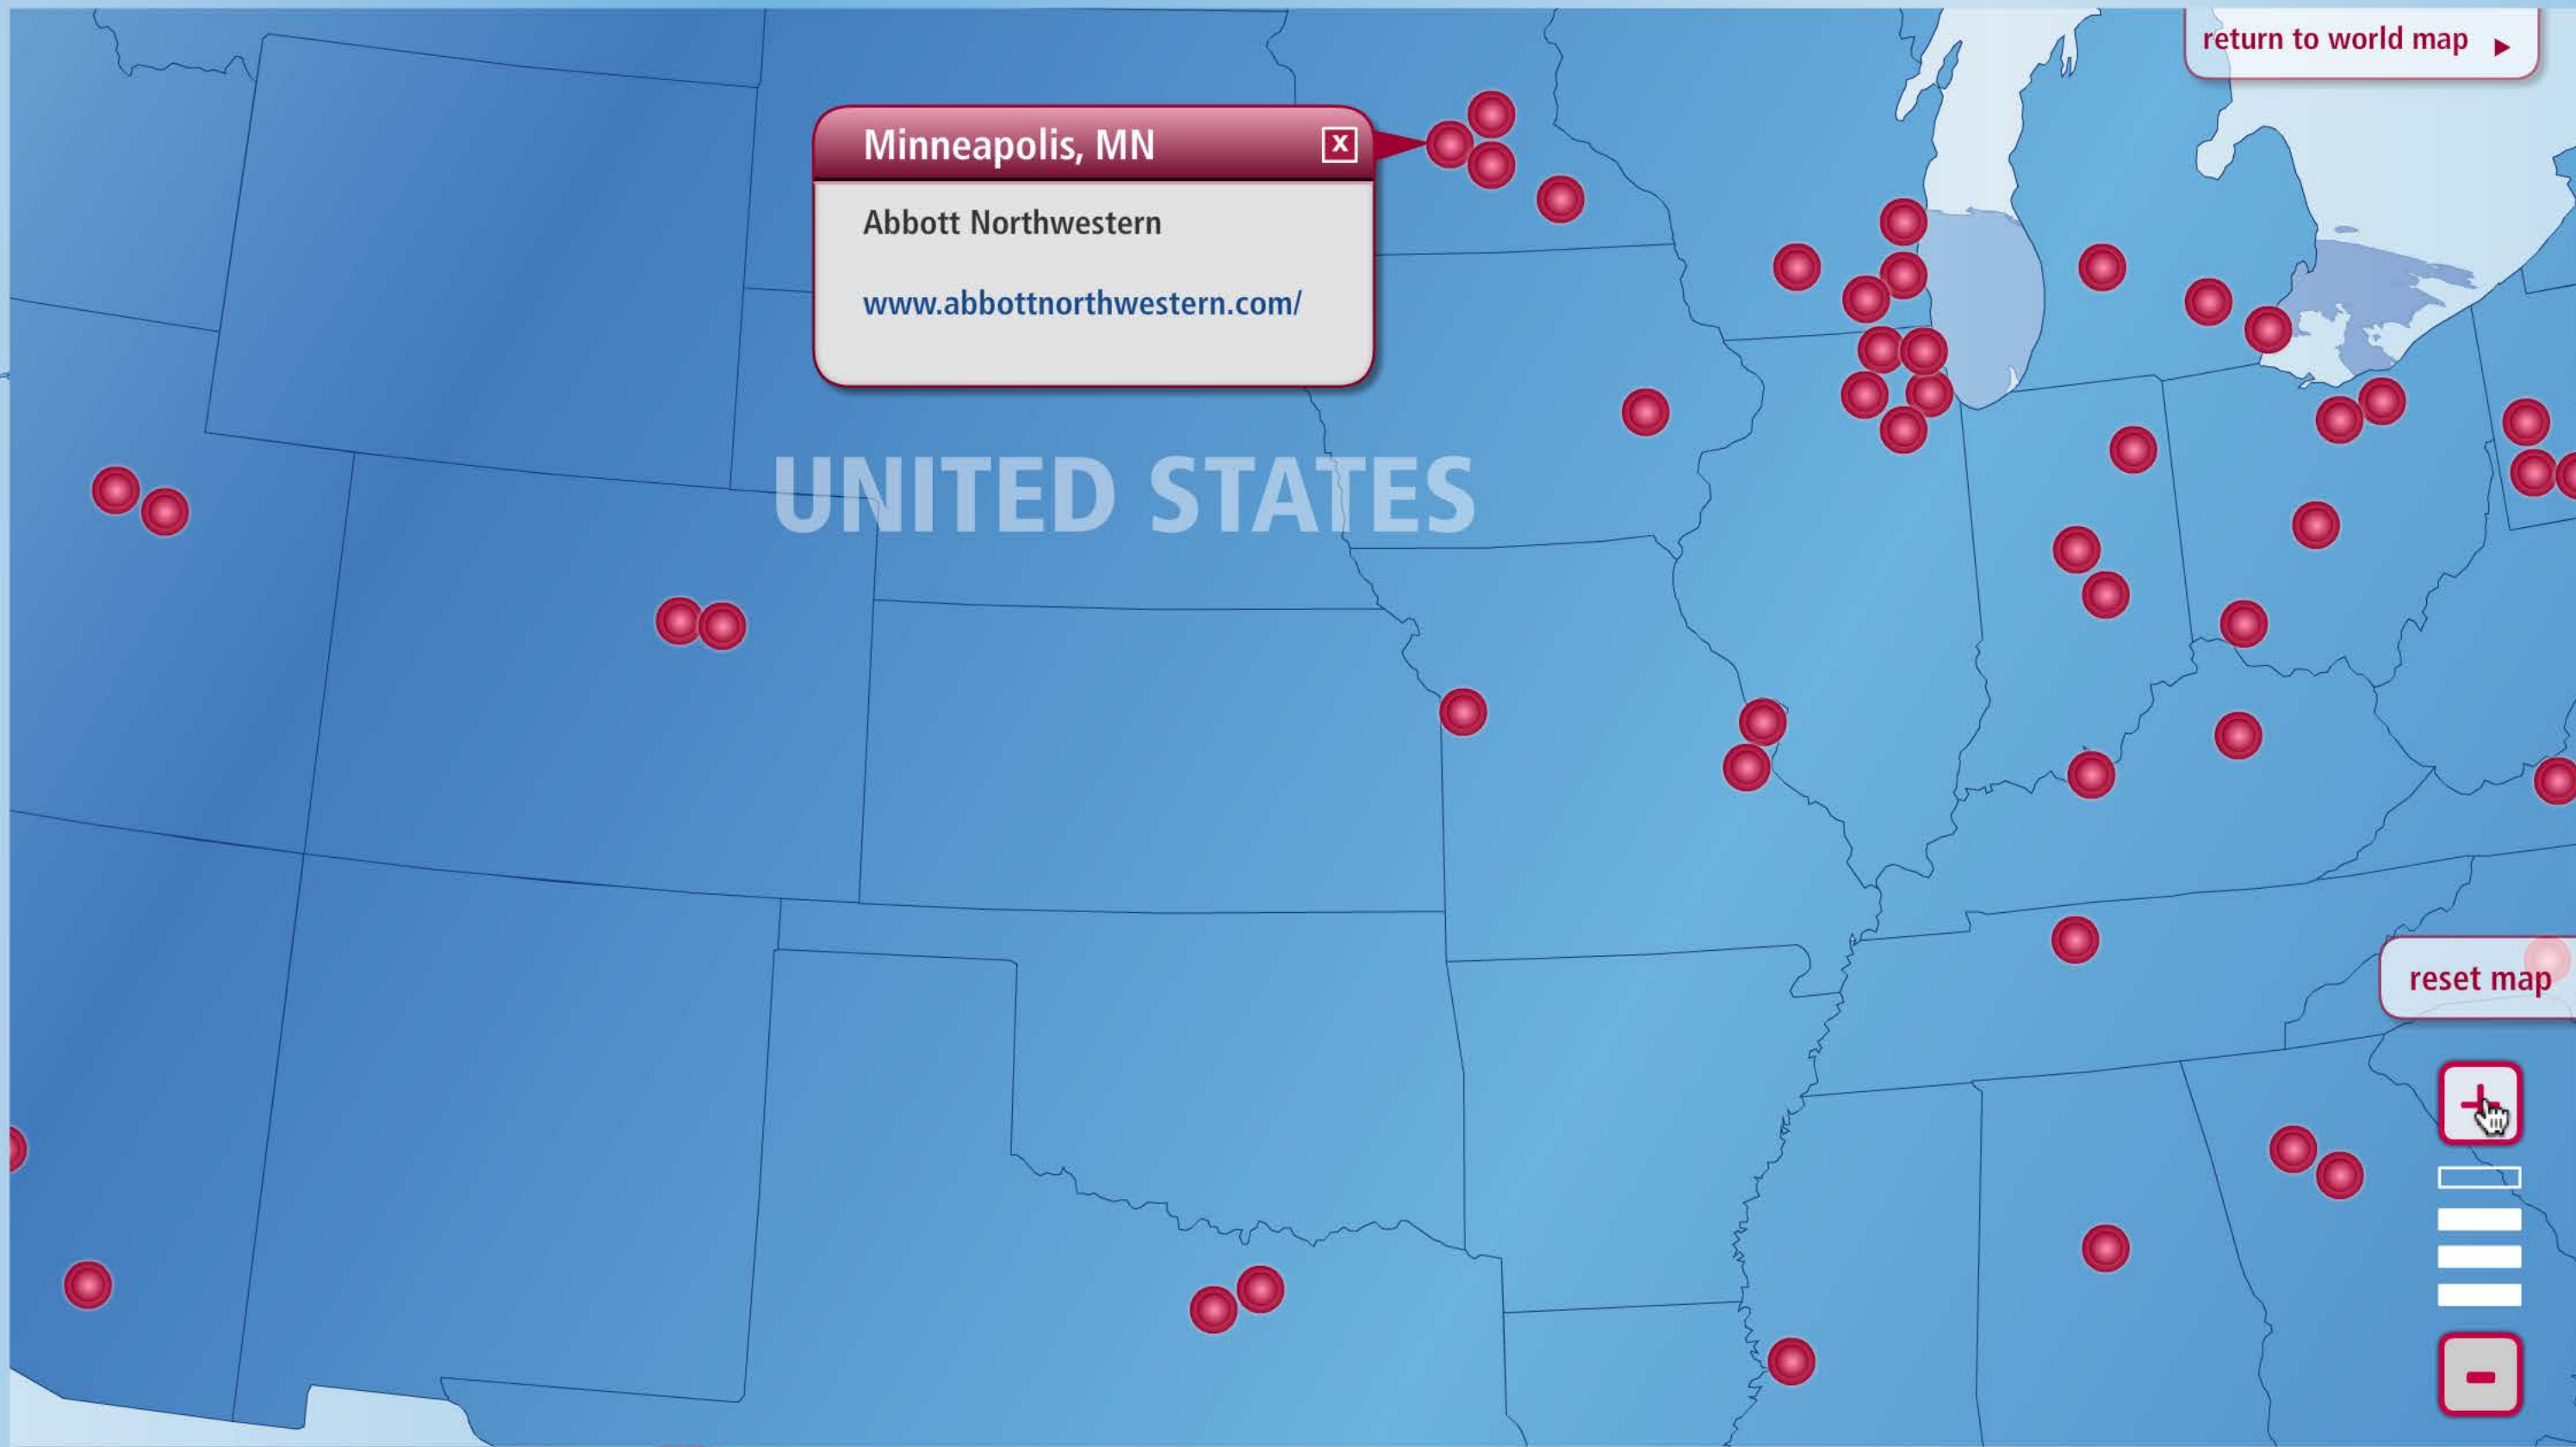 return to world map
Minneapolis, MN
X
Abbott Northwestern
www.abbottnorthwestern.com/
UNITED STATES
reset map
+
-